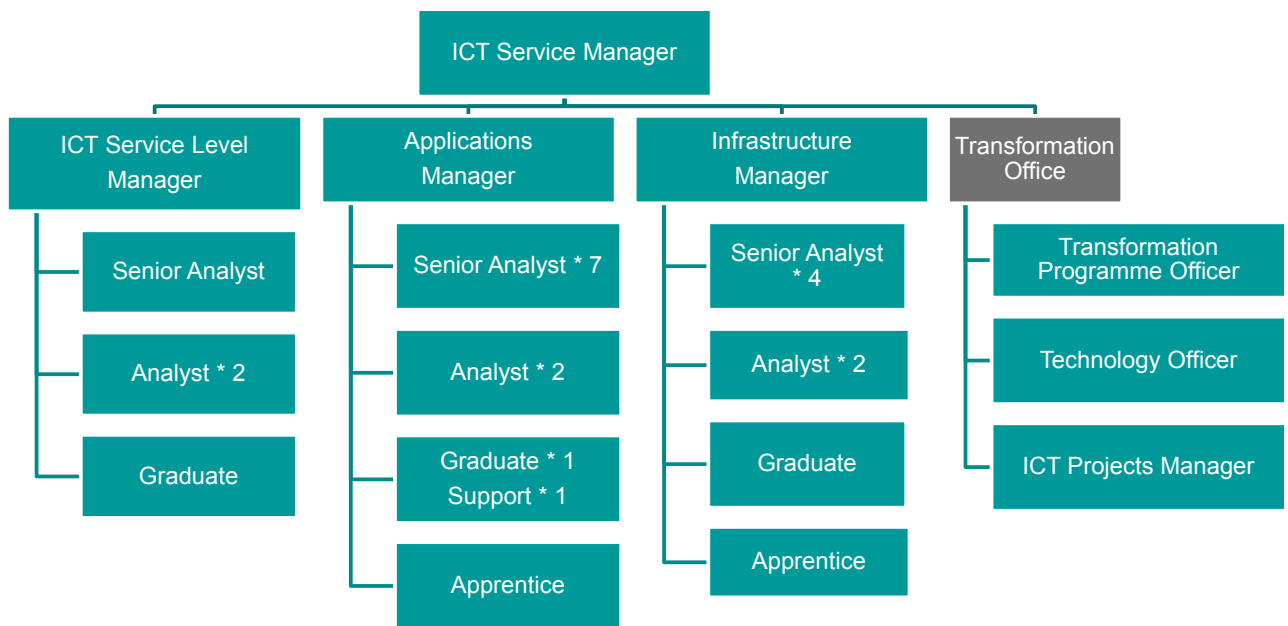 ICT Service Manager
ICT Service Level
Manager
Senior Analyst
Analyst * 2
Graduate
Applications
Manager
Senior Analyst * 7
Analyst * 2
Graduate * 1
Support * 1
Apprentice
Infrastructure
Manager
Senior Analyst
* 4
Analyst * 2
Graduate
Apprentice
Transformation
Office
Transformation
Programme Officer
Technology Officer
ICT Projects Manager